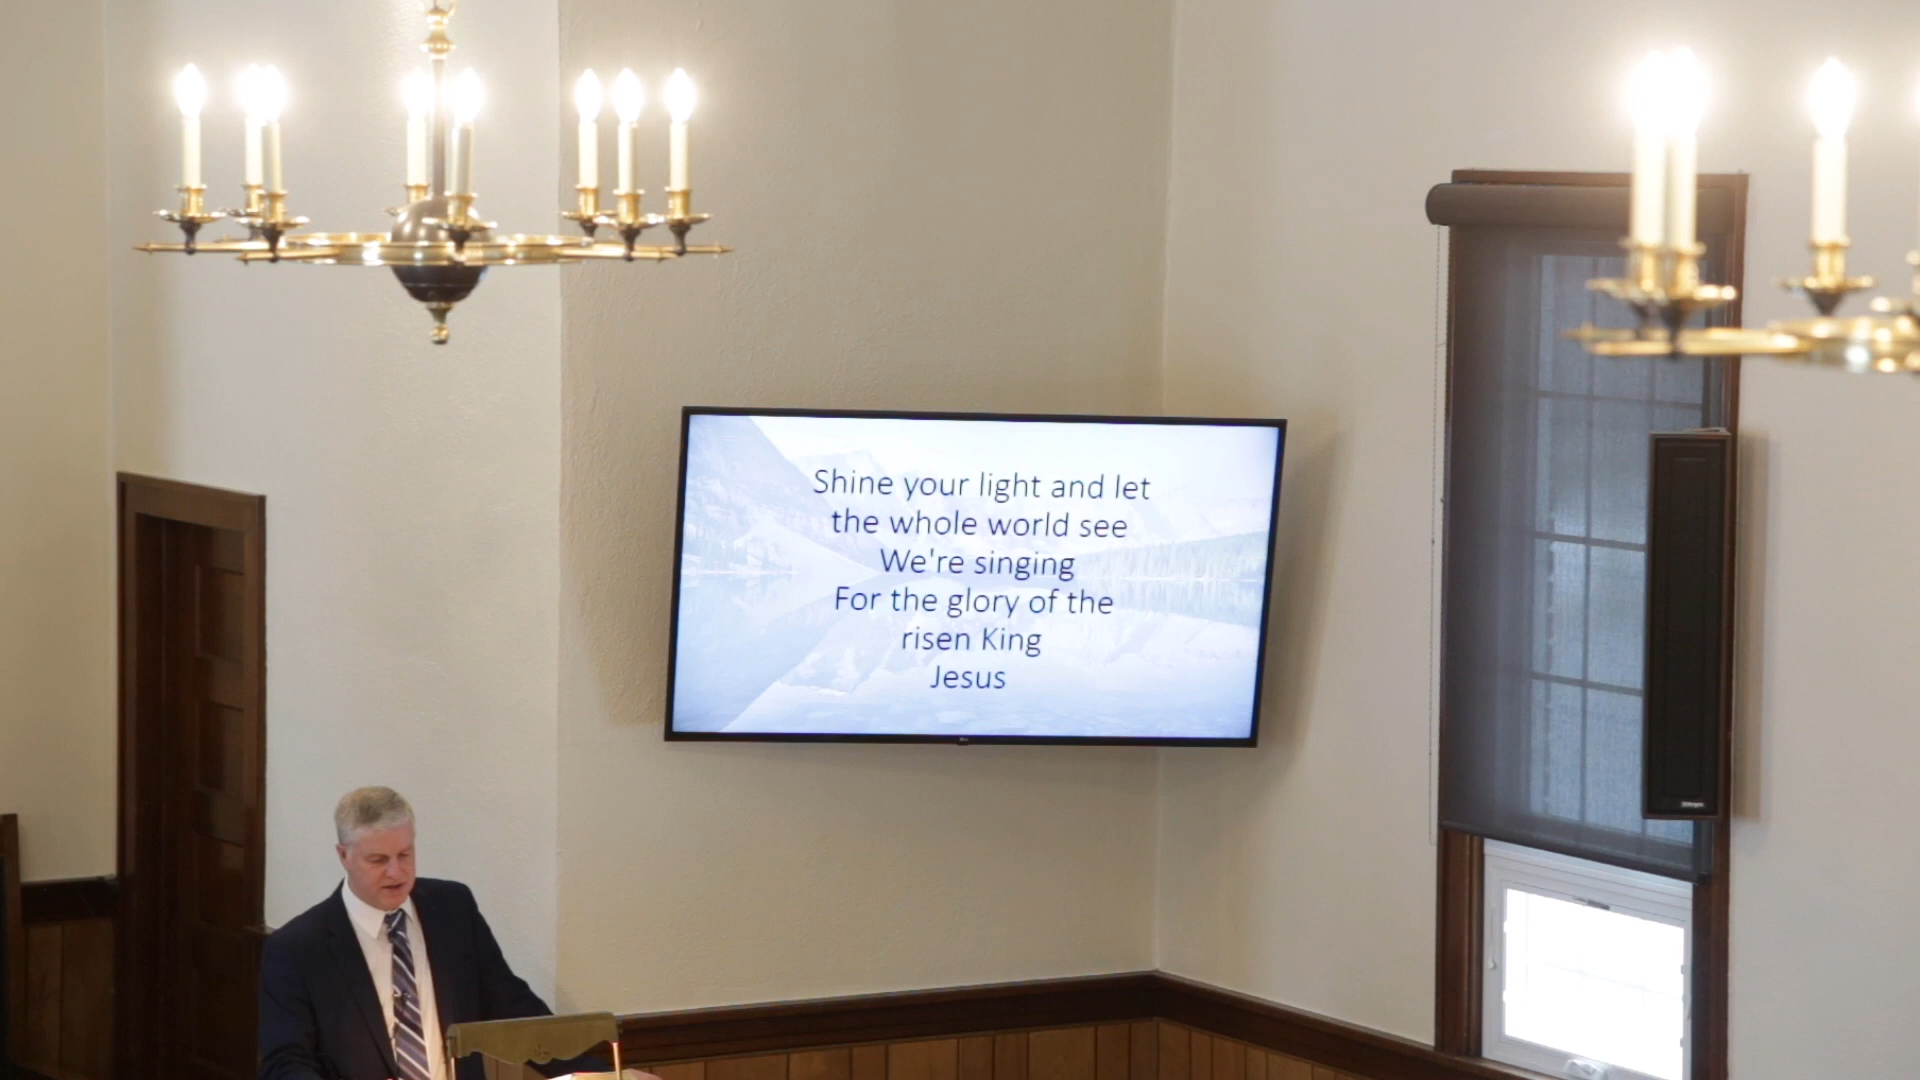 Shine your light and let
the whole world see
We're singing
For the glory of the
risen King
Jesus